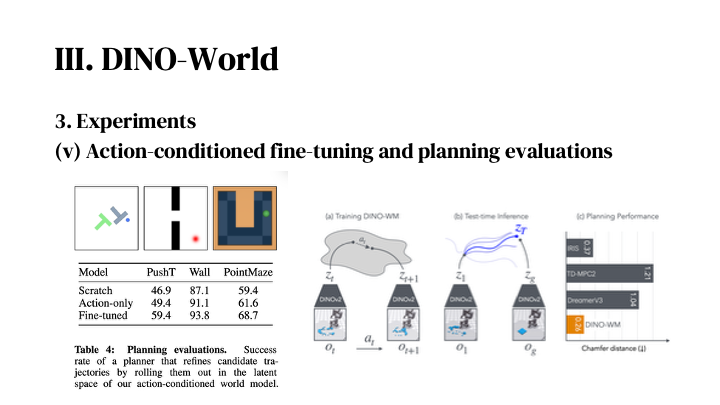 III. DINO-World
3. Experiments
(v) Action-conditioned fine-tuning and planning evaluations
Model PushT Wall PointMaze
Scratch 46.9 87.1 59.4
Action-only 49.4 91.1 61.6
Fine-tuned 59.4 93.8 68.7
Table 4: Planning evaluations. Success
rate of a planner that refines candidate tra-
jectories by rolling them out in the latent
space of our action-conditioned world model.
(a) Training DINO-WM
a_t
z_t z_{t+1}
DINOv2 DINOv2
o_t a_t o_{t+1}
(b) Test-time Inference
z_T
z_1 z_g
DINOv2 DINOv2
o_1 o_g
(c) Planning Performance
IRIS 0.37
TD-MPC2 1.21
DreamerV3 1.04
0.26 DINO-WM
Chamfer distance (↓)